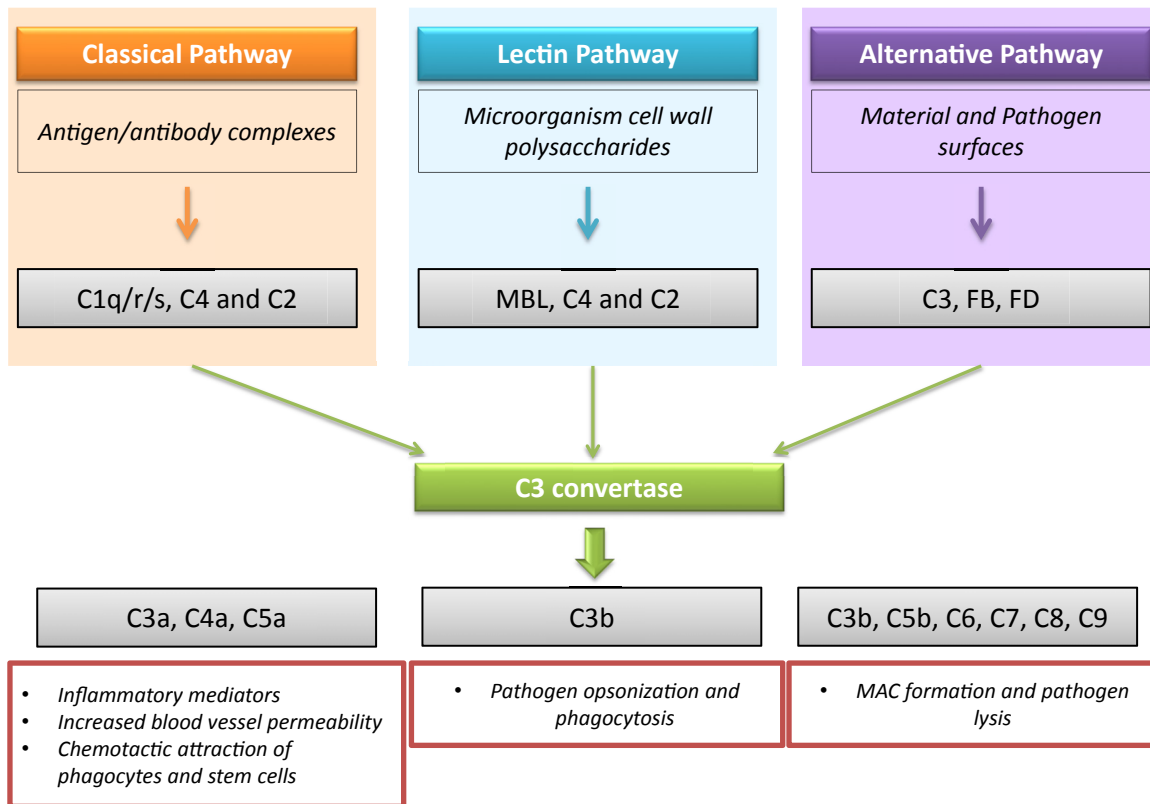 Classical Pathway
Antigen/antibody complexes
C1q/r/s, C4 and C2
Lectin Pathway
Microorganism cell wall
polysaccharides
MBL, C4 and C2
Alternative Pathway
Material and Pathogen
surfaces
C3, FB, FD
C3 convertase
C3a, C4a, C5a
• Inflammatory mediators
• Increased blood vessel permeability
• Chemotactic attraction of
phagocytes and stem cells
C3b
• Pathogen opsonization and
phagocytosis
C3b, C5b, C6, C7, C8, C9
• MAC formation and pathogen
lysis